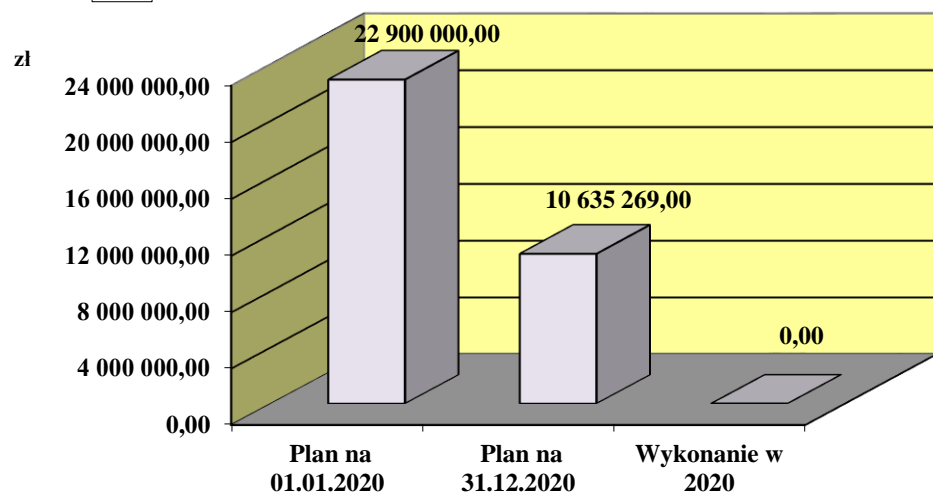 22 900 000,00
zł
24 000 000,00
20 000 000,00
16 000 000,00
12 000 000,00
8 000 000,00
4 000 000,00
0,00
10 635 269,00
0,00
Plan na
01.01.2020
Plan na
31.12.2020
Wykonanie w
2020